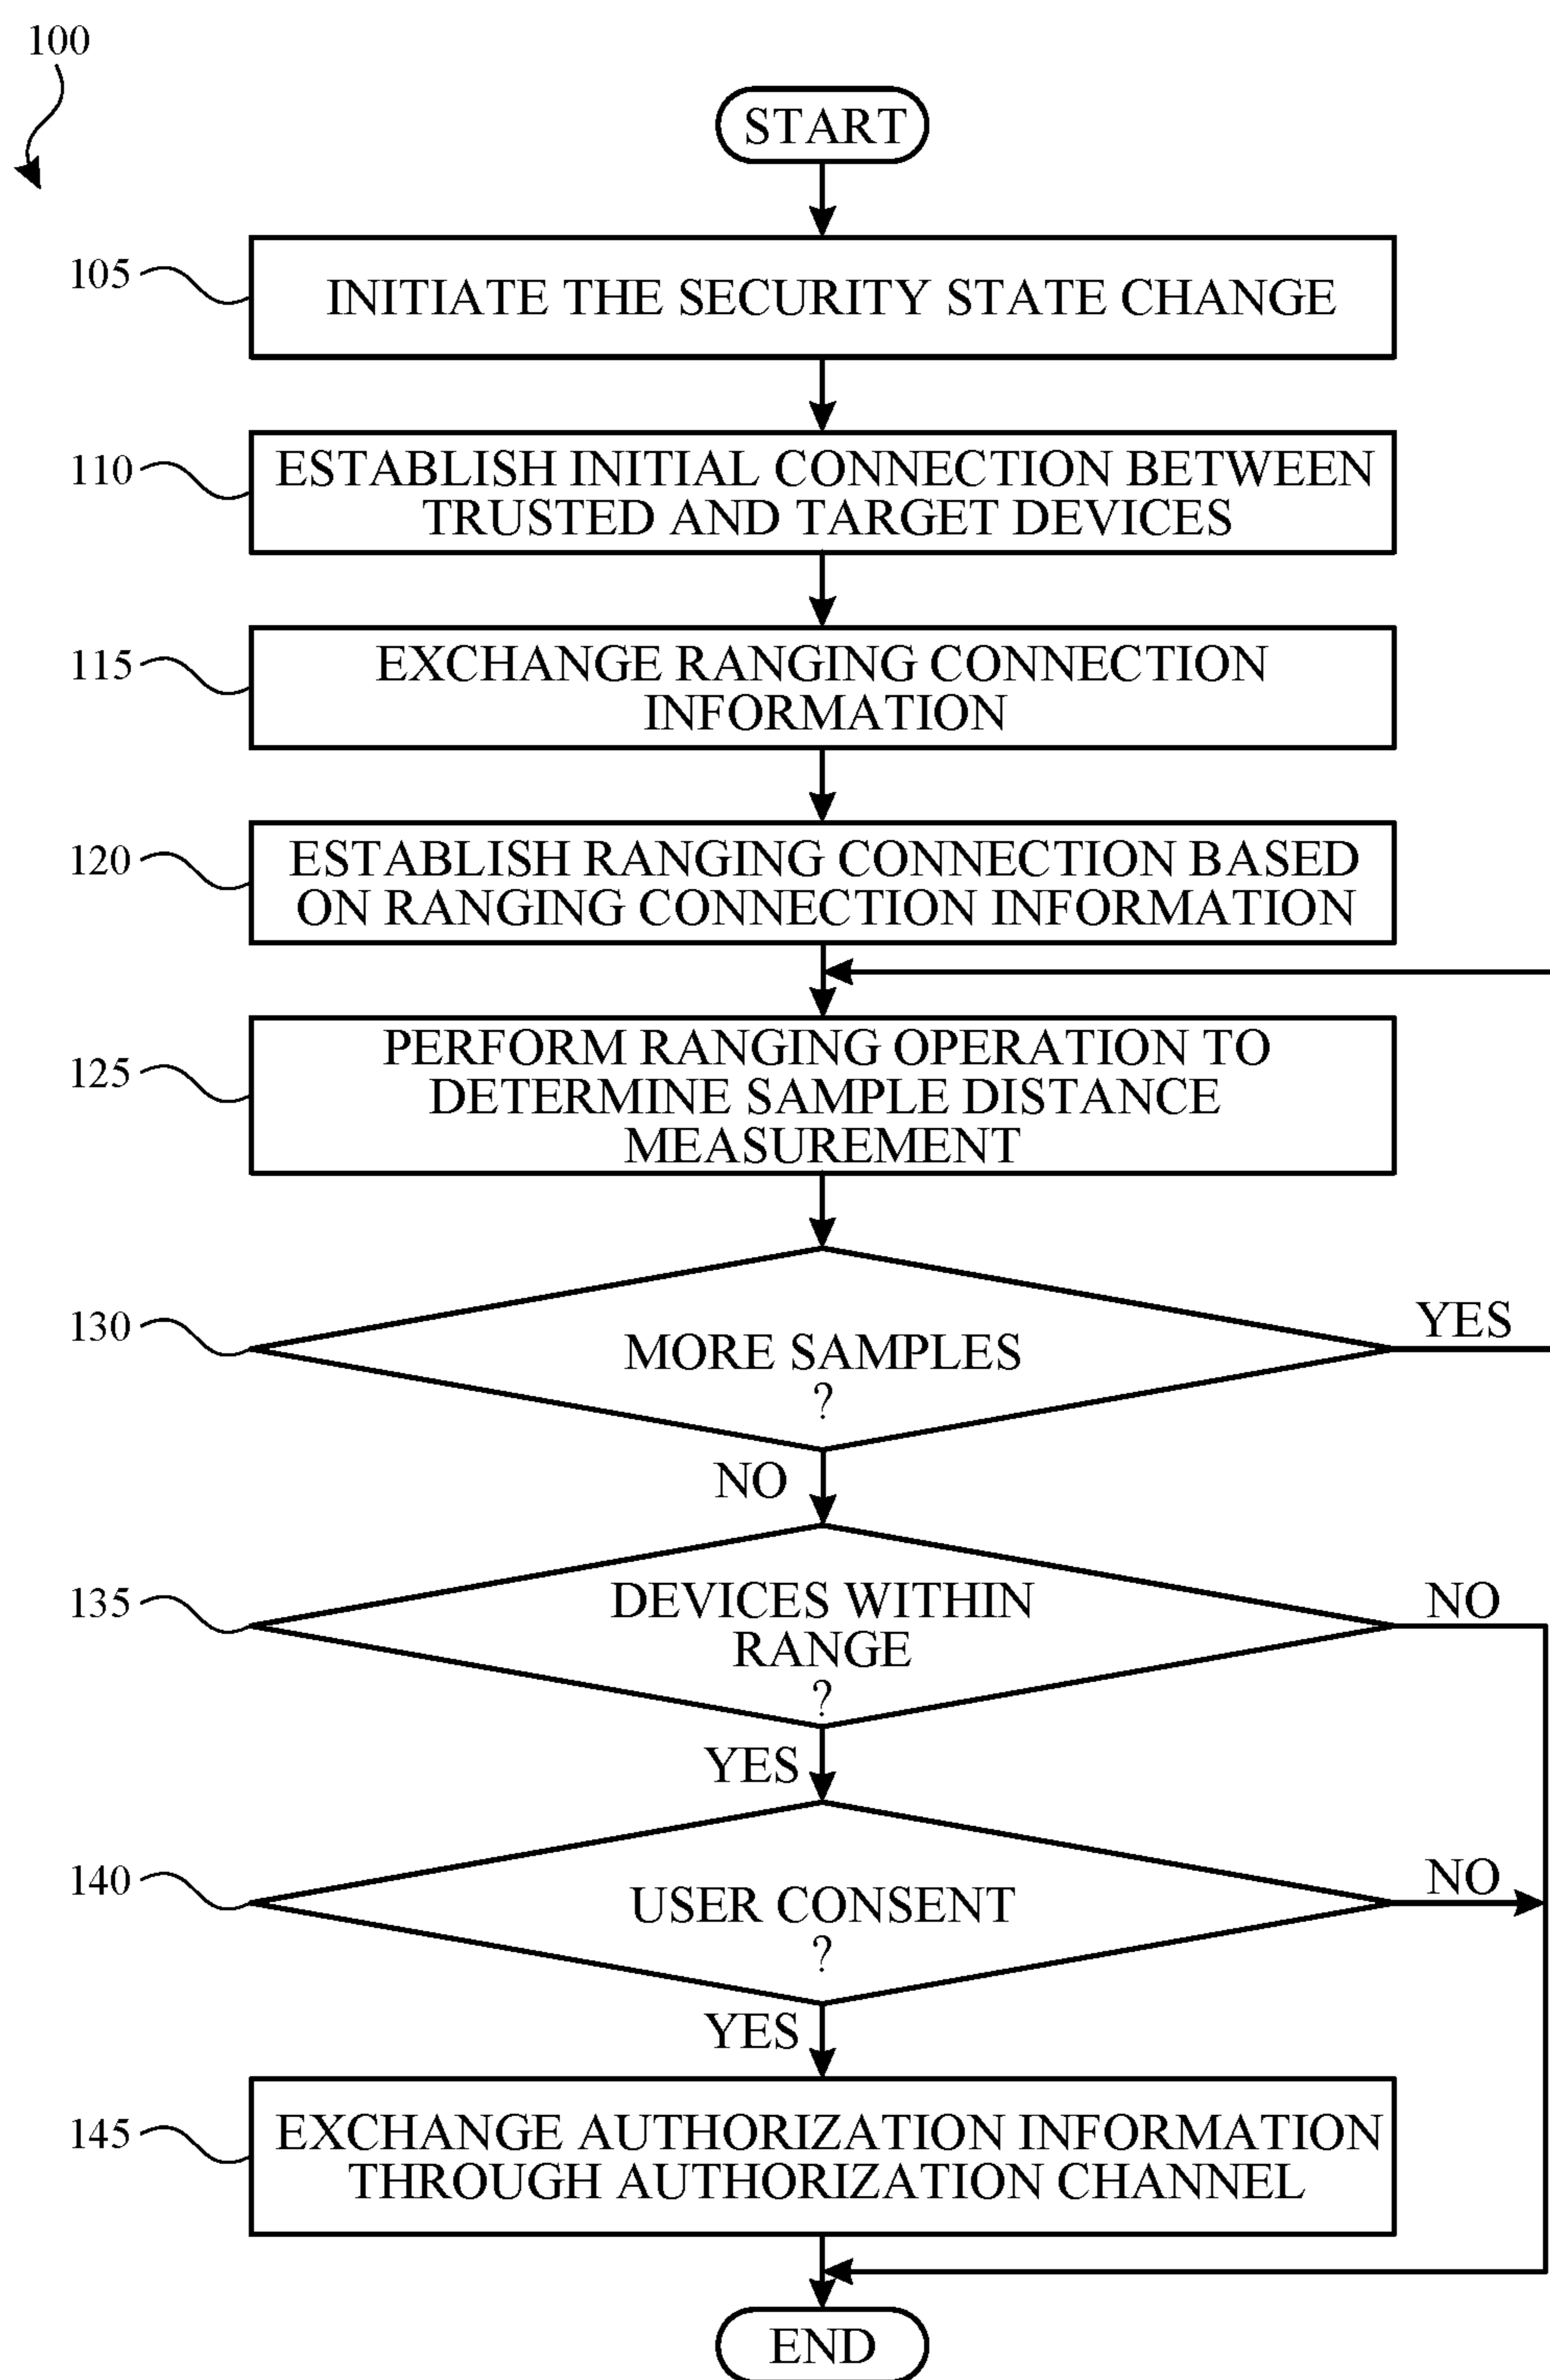 100
START
105
INITIATE THE SECURITY STATE CHANGE
110
ESTABLISH INITIAL CONNECTION BETWEEN
TRUSTED AND TARGET DEVICES
115
EXCHANGE RANGING CONNECTION
INFORMATION
120
ESTABLISH RANGING CONNECTION BASED
ON RANGING CONNECTION INFORMATION
125
PERFORM RANGING OPERATION TO
DETERMINE SAMPLE DISTANCE
MEASUREMENT
130
MORE SAMPLES
?
YES
NO
135
DEVICES WITHIN
RANGE
?
NO
YES
140
USER CONSENT
?
NO
YES
145
EXCHANGE AUTHORIZATION INFORMATION
THROUGH AUTHORIZATION CHANNEL
END